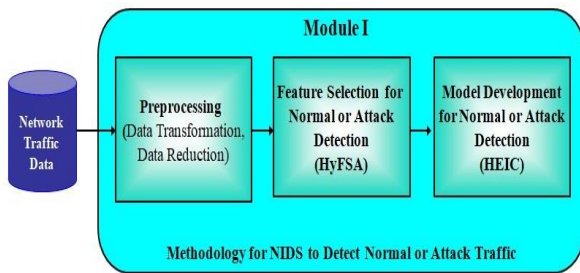 Module I
Network
Traffic
Data
Preprocessing
(Data Transformation,
Data Reduction)
Feature Selection for
Normal or Attack
Detection
(HyFSA)
Model Development
for Normal or Attack
Detection
(HEIC)
Methodology for NIDS to Detect Normal or Attack Traffic